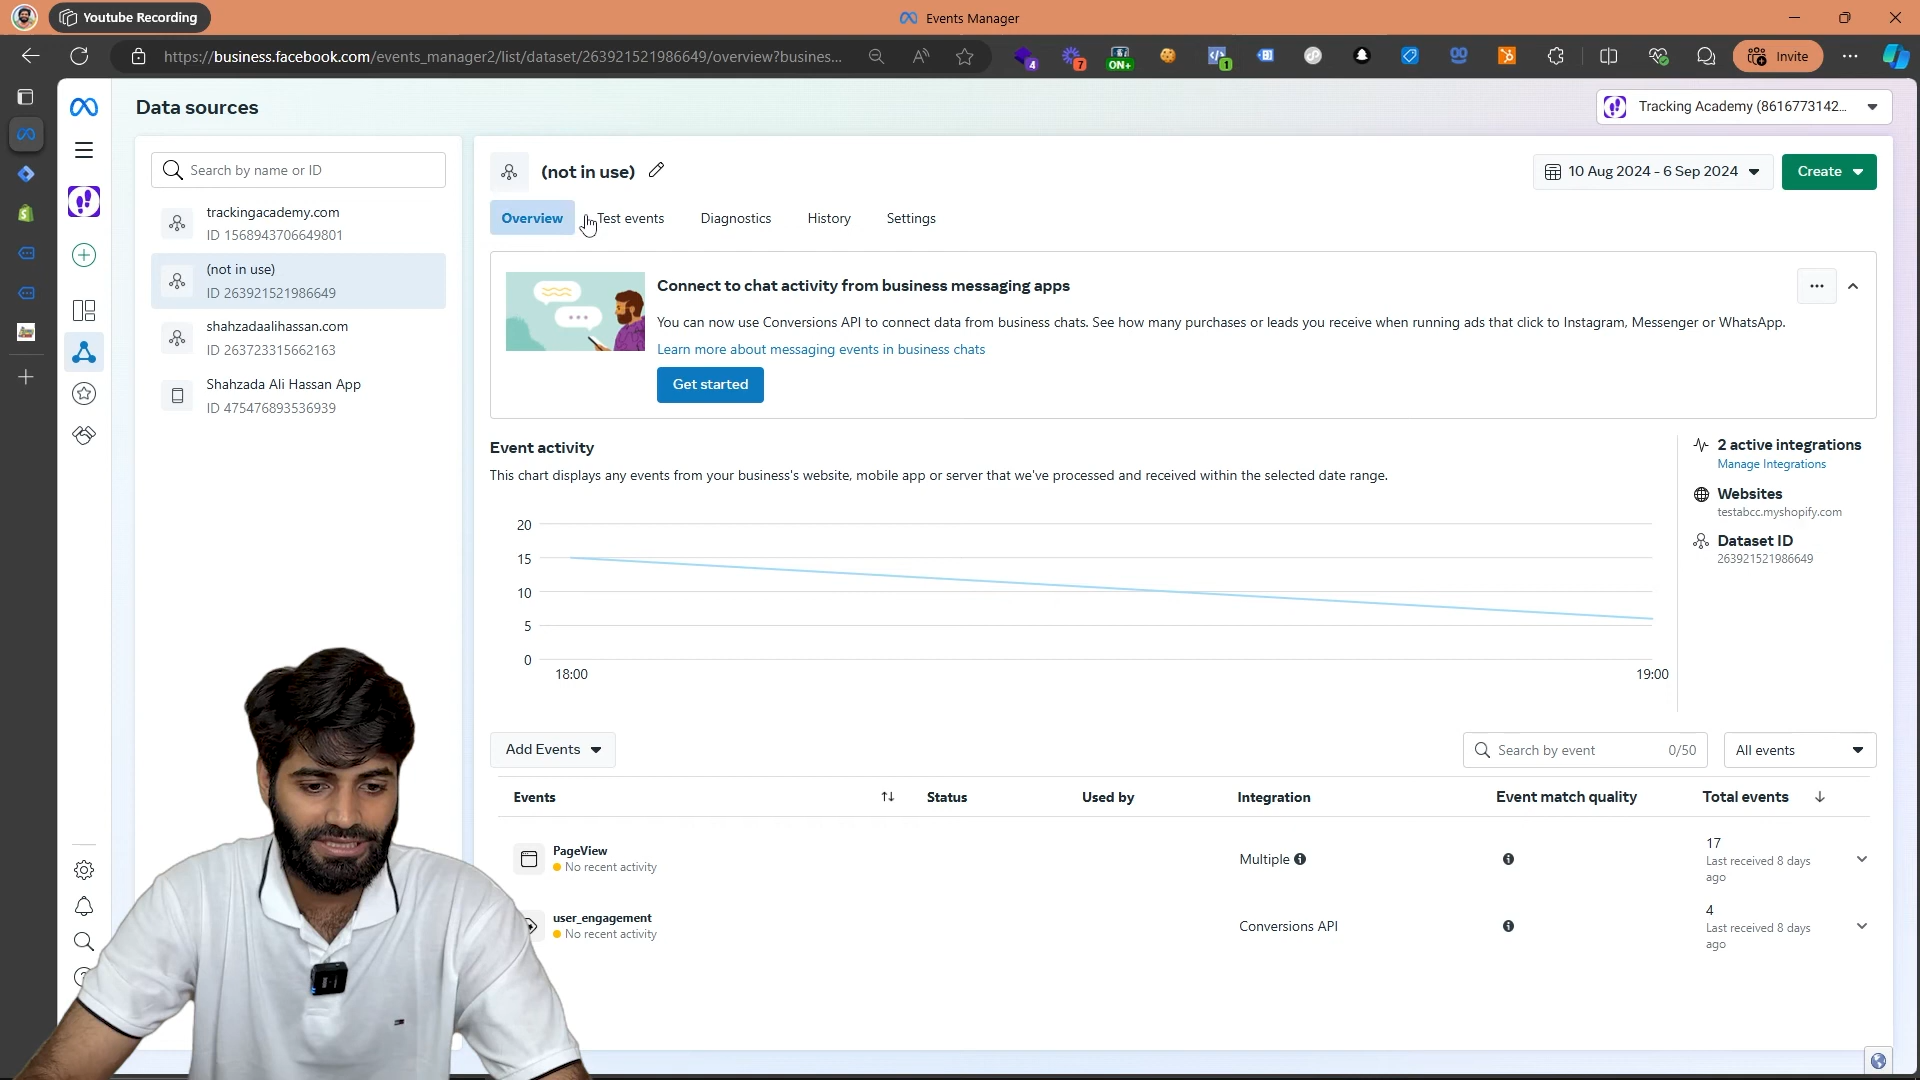 Youtube Recording
Events Manager
https://business.facebook.com/events_manager2/list/dataset/263921521986649/overview?busines...
4
7
ON+
1
Invite
Data sources
Tracking Academy (8616773142...
Search by name or ID
trackingacademy.com
ID 1568943706649801
(not in use)
ID 263921521986649
shahzadaalihassan.com
ID 263723315662163
Shahzada Ali Hassan App
ID 475476893536939
(not in use)
10 Aug 2024 - 6 Sep 2024
Create
Overview
Test events
Diagnostics
History
Settings
Connect to chat activity from business messaging apps
You can now use Conversions API to connect data from business chats. See how many purchases or leads you receive when running ads that click to Instagram, Messenger or WhatsApp.
Learn more about messaging events in business chats
Get started
Event activity
This chart displays any events from your business's website, mobile app or server that we've processed and received within the selected date range.
20
15
10
5
0
18:00
19:00
2 active integrations
Manage Integrations
Websites
testabcc.myshopify.com
Dataset ID
263921521986649
Add Events
Search by event
0/50
All events
Events
Status
Used by
Integration
Event match quality
Total events
PageView
No recent activity
Multiple
17
Last received 8 days
ago
user_engagement
No recent activity
Conversions API
4
Last received 8 days
ago